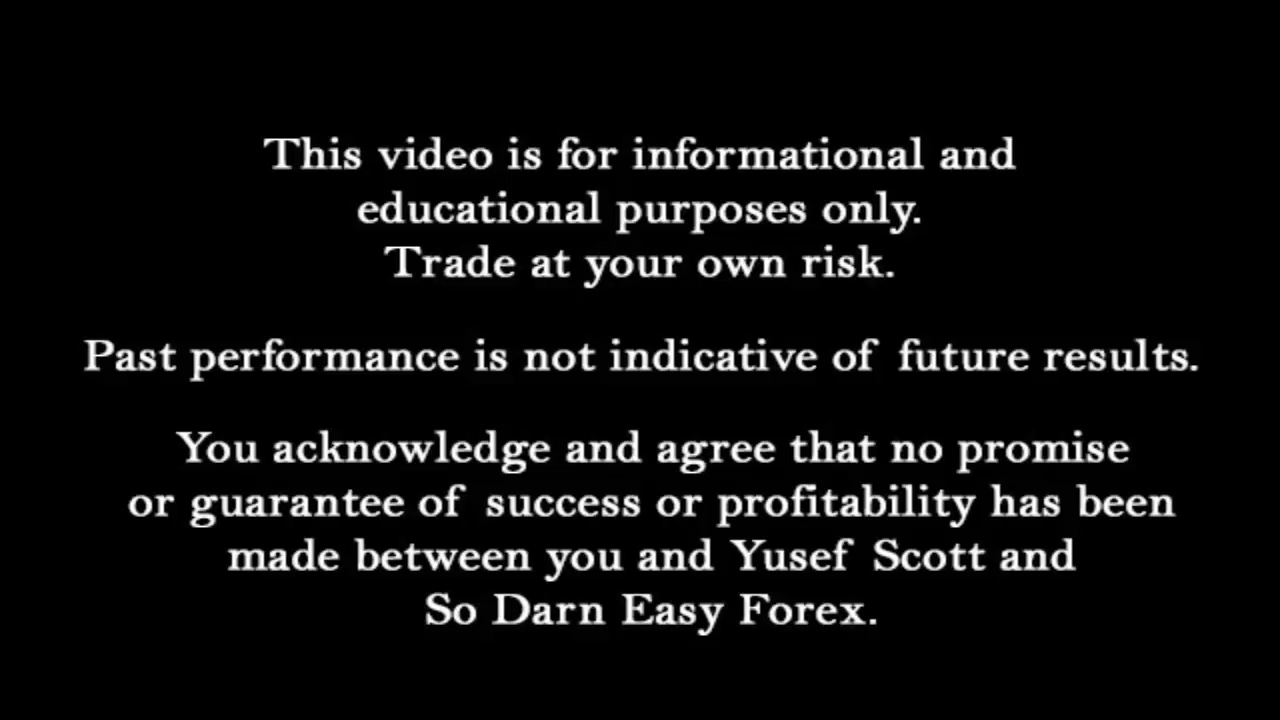 This video is for informational and
educational purposes only.
Trade at your own risk.
Past performance is not indicative of future results.
You acknowledge and agree that no promise
or guarantee of success or profitability has been
made between you and Yusef Scott and
So Darn Easy Forex.